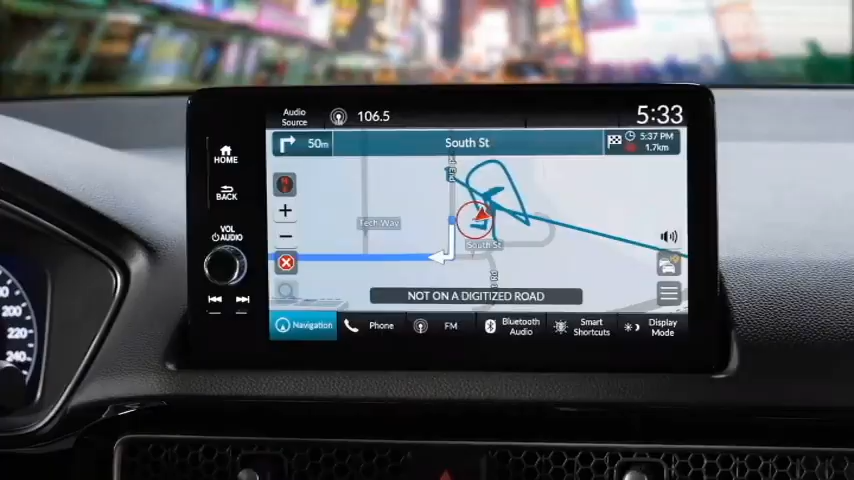 Audio
Source
106.5
5:33
50m
South St
5:37 PM
1.7km
HOME
BACK
VOL
AUDIO
+
−
Tech Way
South St
NOT ON A DIGITIZED ROAD
Navigation
Phone
FM
Bluetooth
Audio
Smart
Shortcuts
Display
Mode
200
220
240